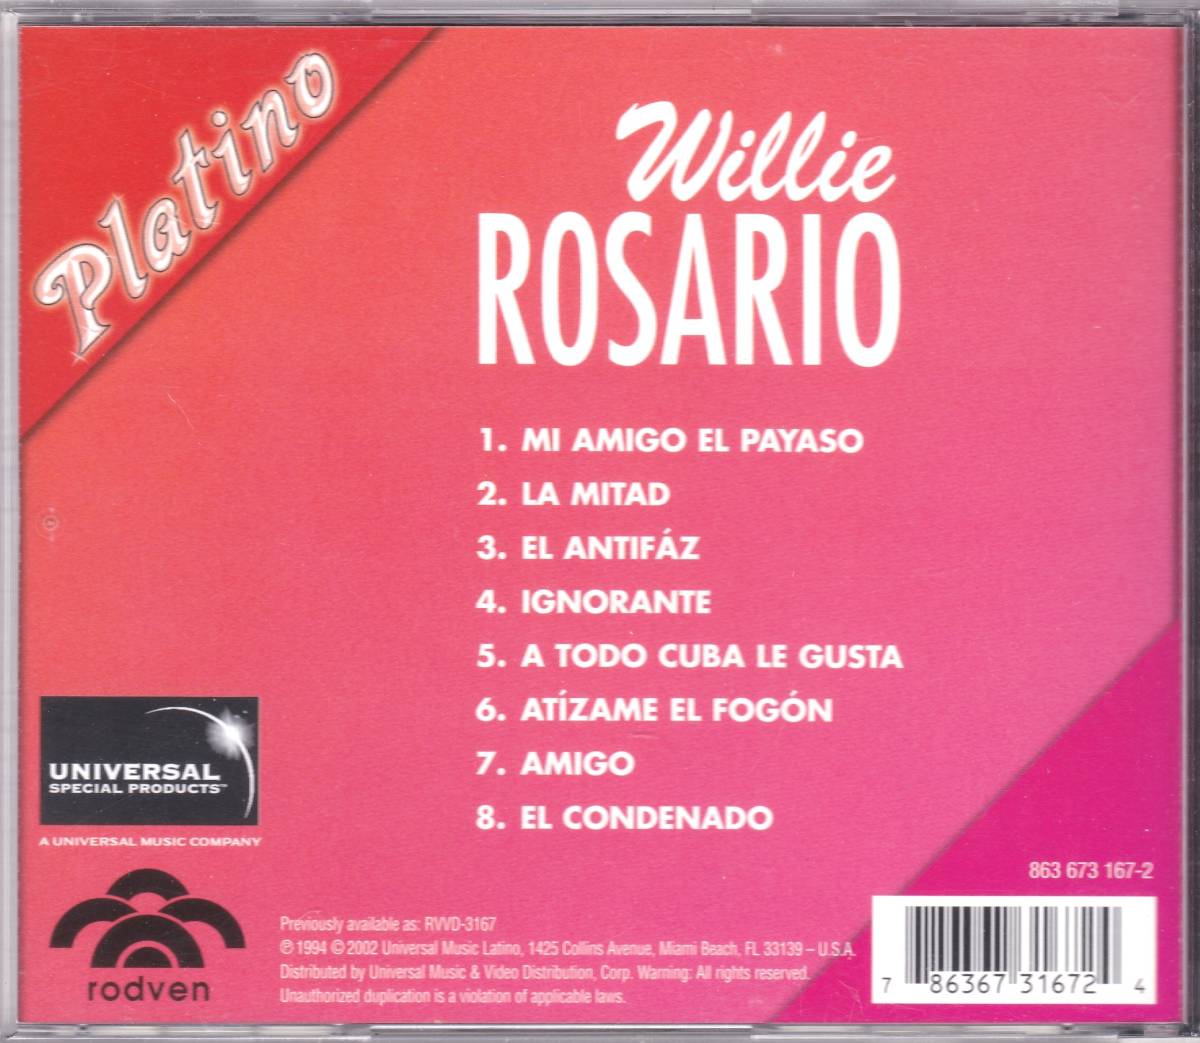 Platino
Willie
ROSARIO
1. MI AMIGO EL PAYASO
2. LA MITAD
3. EL ANTIFÁZ
4. IGNORANTE
5. A TODO CUBA LE GUSTA
6. ATÍZAME EL FOGÓN
7. AMIGO
8. EL CONDENADO
UNIVERSAL
SPECIAL PRODUCTS™
A UNIVERSAL MUSIC COMPANY
rodven
Previously available as: RVVD-3167
℗ 1994 © 2002 Universal Music Latino, 1425 Collins Avenue, Miami Beach, FL 33139 – U.S.A.
Distributed by Universal Music & Video Distribution, Corp. Warning: All rights reserved.
Unauthorized duplication is a violation of applicable laws.
863 673 167-2
7 86367 31672 4